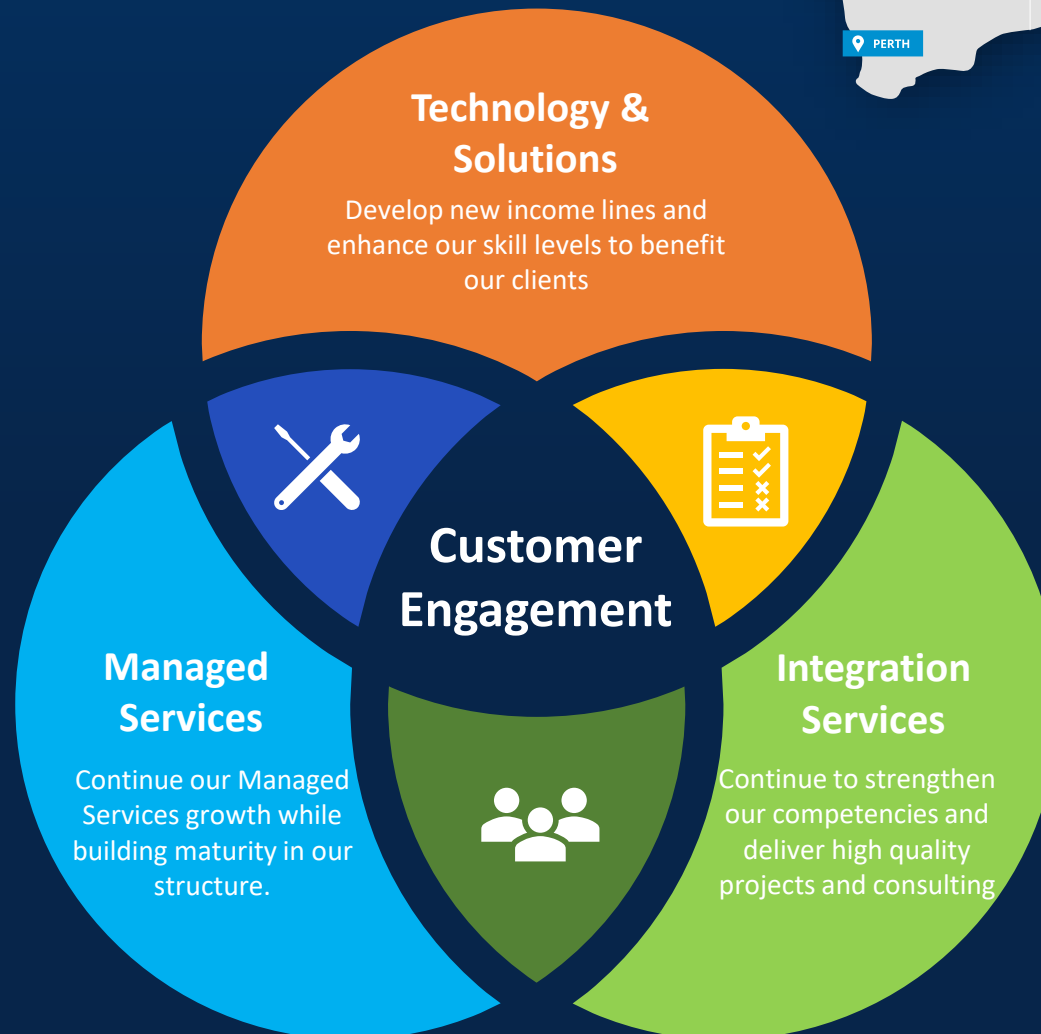 PERTH
Technology &
Solutions
Develop new income lines and
enhance our skill levels to benefit
our clients
Customer
Engagement
Managed
Services
Continue our Managed
Services growth while
building maturity in our
structure.
Integration
Services
Continue to strengthen
our competencies and
deliver high quality
projects and consulting